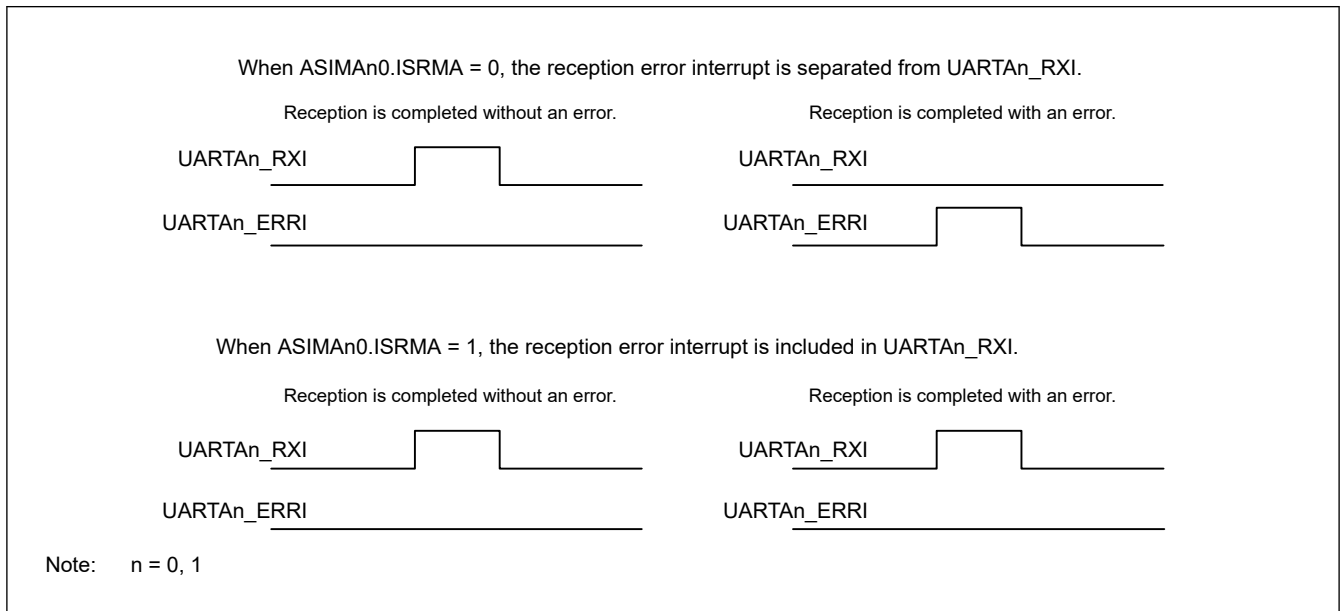 When ASIMAn0.ISRMA = 0, the reception error interrupt is separated from UARTAn_RXI.
Reception is completed without an error.
Reception is completed with an error.
UARTAn_RXI
UARTAn_RXI
UARTAn_ERRI
UARTAn_ERRI
When ASIMAn0.ISRMA = 1, the reception error interrupt is included in UARTAn_RXI.
Reception is completed without an error.
Reception is completed with an error.
UARTAn_RXI
UARTAn_RXI
UARTAn_ERRI
UARTAn_ERRI
Note: n = 0, 1